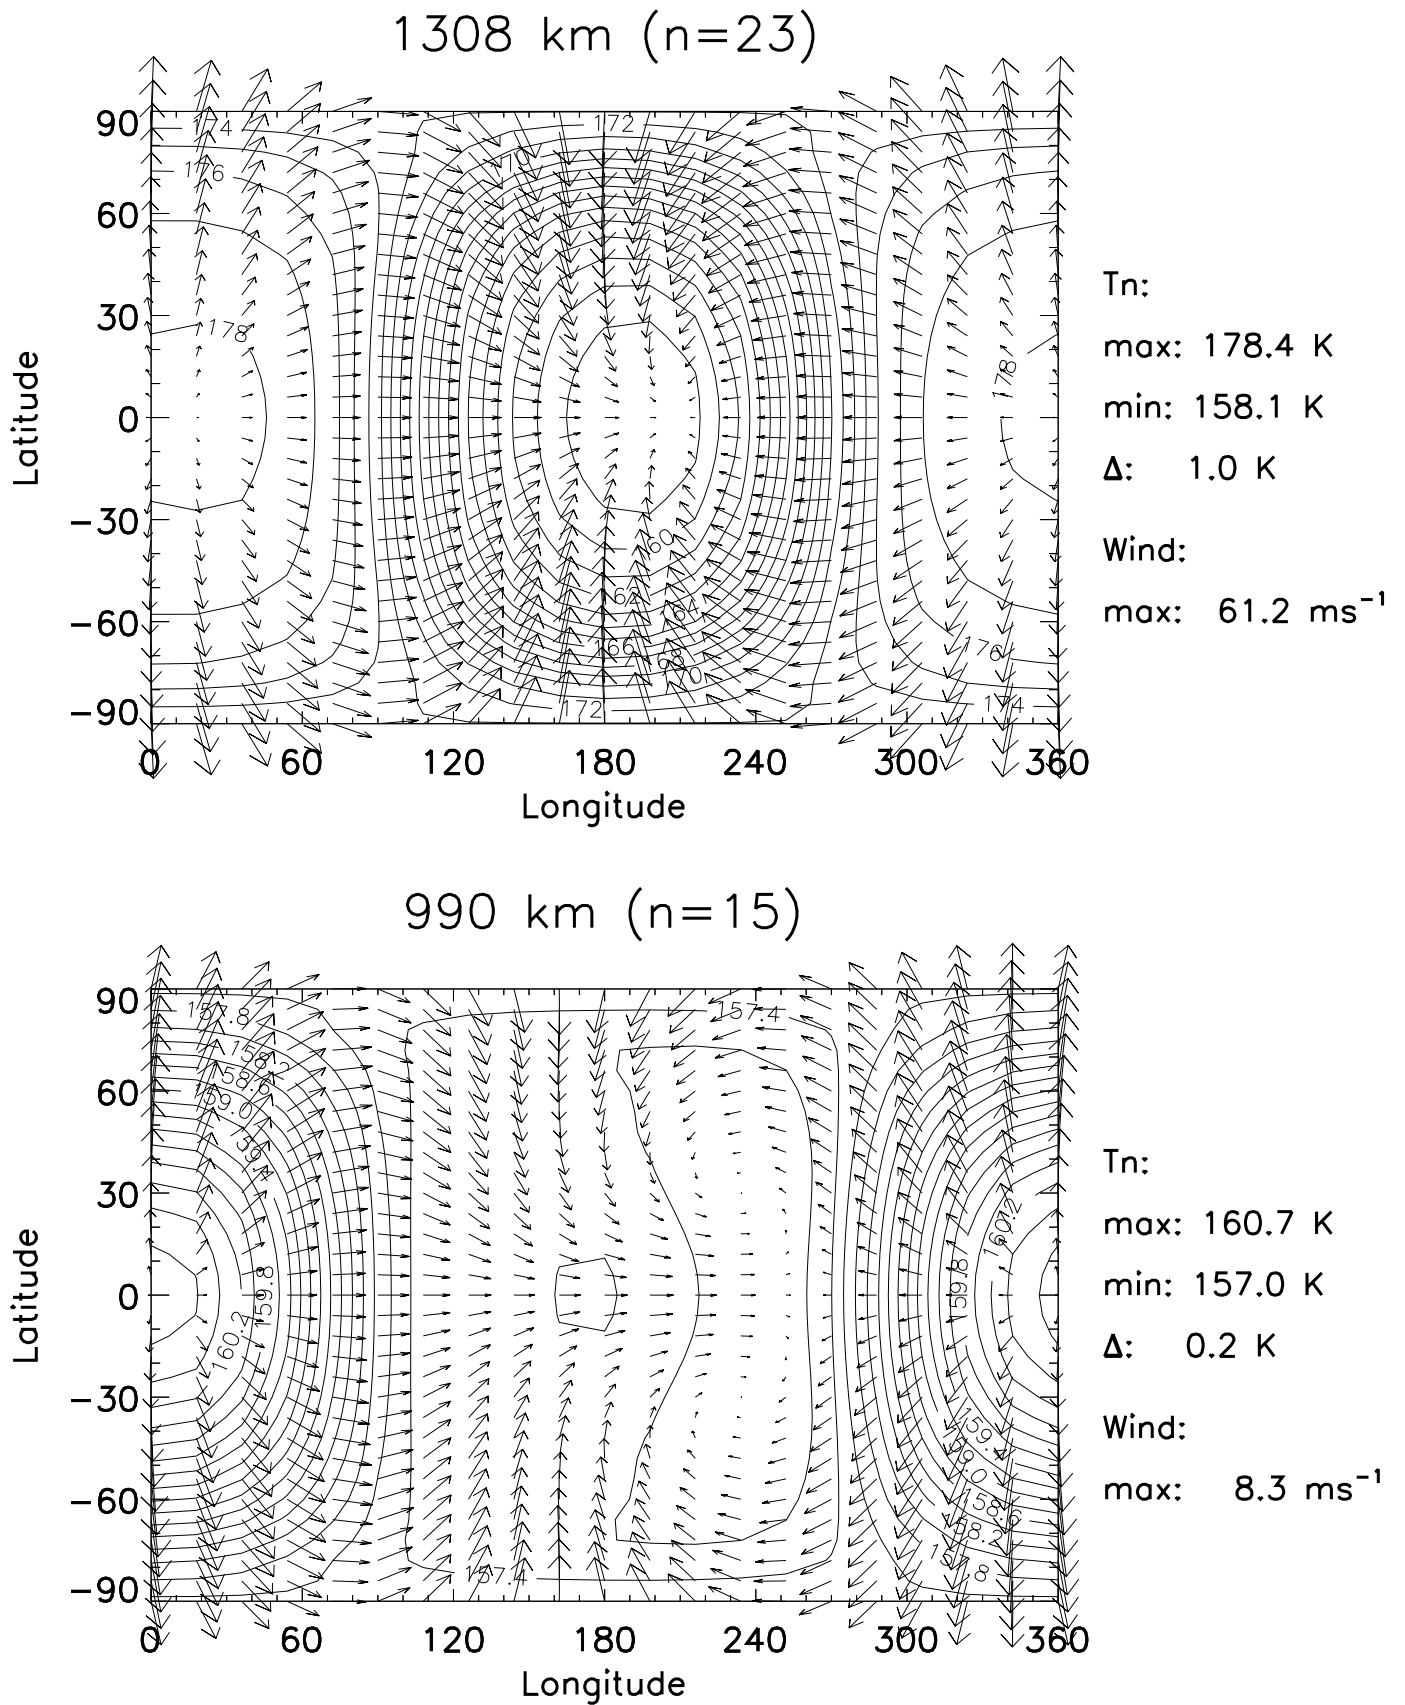 1308 km (n=23)
174
172
170
176
178
178
160
162
164
166
168
170
176
172
174
90
60
30
0
−30
−60
−90
Latitude
0 60 120 180 240 300 360
Longitude
Tn:
max: 178.4 K
min: 158.1 K
Δ: 1.0 K
Wind:
max: 61.2 ms⁻¹
990 km (n=15)
157.8
157.4
158.2
158.6
159.0
159.4
160.2
159.8
160.2
159.8
159.4
159.0
158.6
158.2
157.8
157.4
90
60
30
0
−30
−60
−90
Latitude
0 60 120 180 240 300 360
Longitude
Tn:
max: 160.7 K
min: 157.0 K
Δ: 0.2 K
Wind:
max: 8.3 ms⁻¹